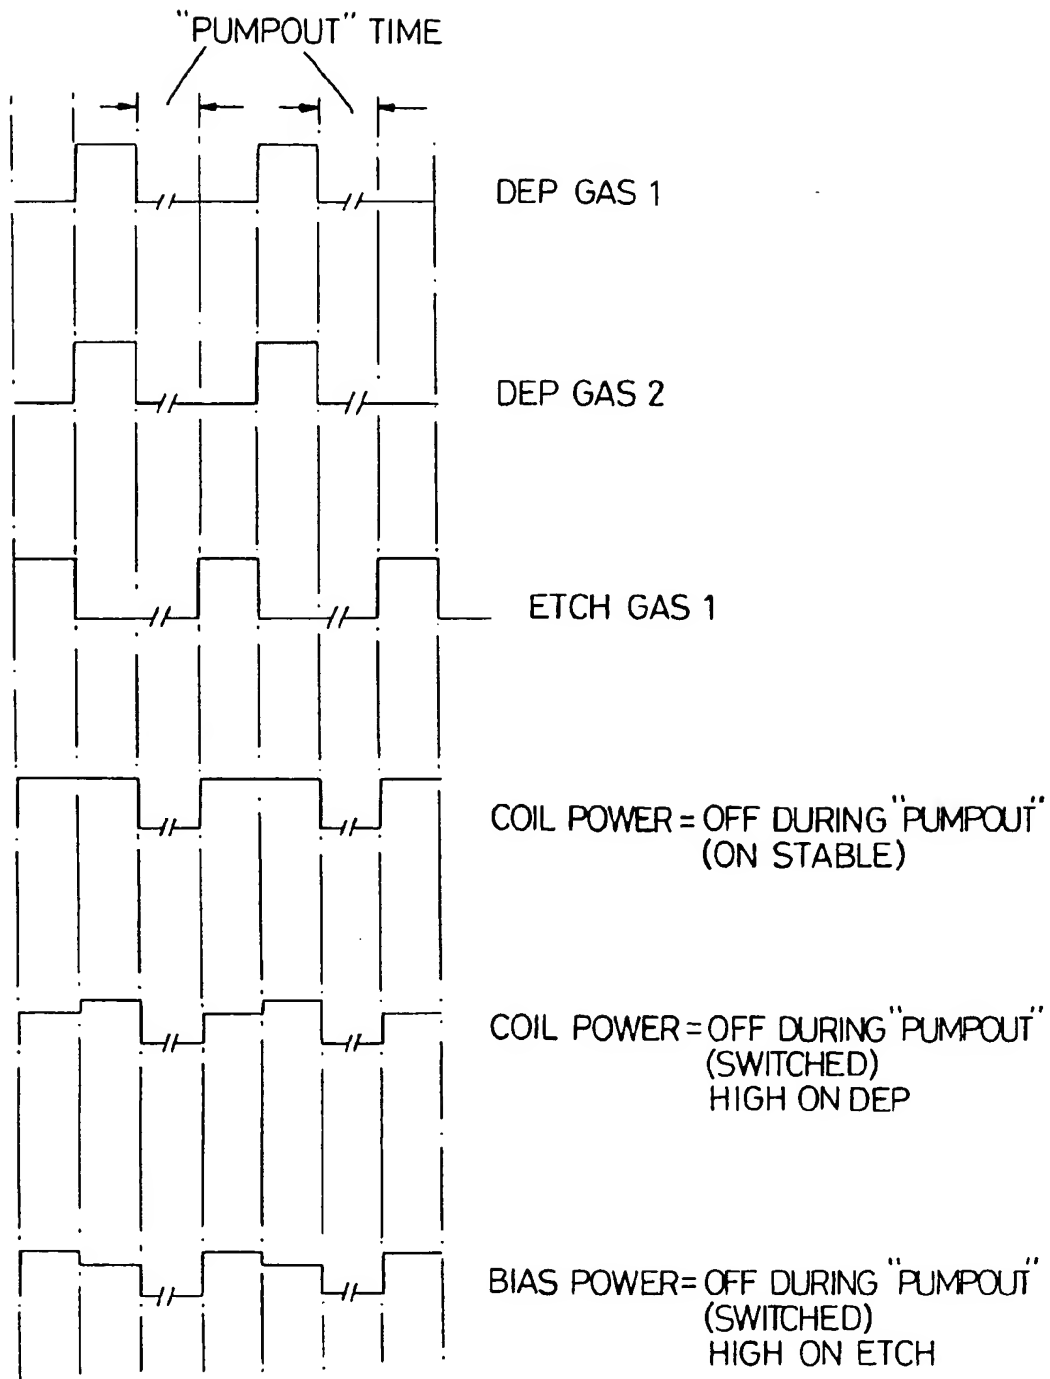 "PUMPOUT" TIME
DEP GAS 1
DEP GAS 2
ETCH GAS 1
COIL POWER = OFF DURING "PUMPOUT"
(ON STABLE)
COIL POWER = OFF DURING "PUMPOUT"
(SWITCHED)
HIGH ON DEP
BIAS POWER = OFF DURING "PUMPOUT"
(SWITCHED)
HIGH ON ETCH